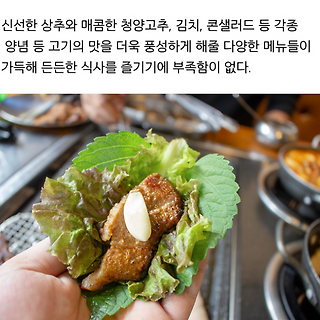 신선한 상추와 매콤한 청양고추, 김치, 콘샐러드 등 각종
양념 등 고기의 맛을 더욱 풍성하게 해줄 다양한 메뉴들이
가득해 든든한 식사를 즐기기에 부족함이 없다.